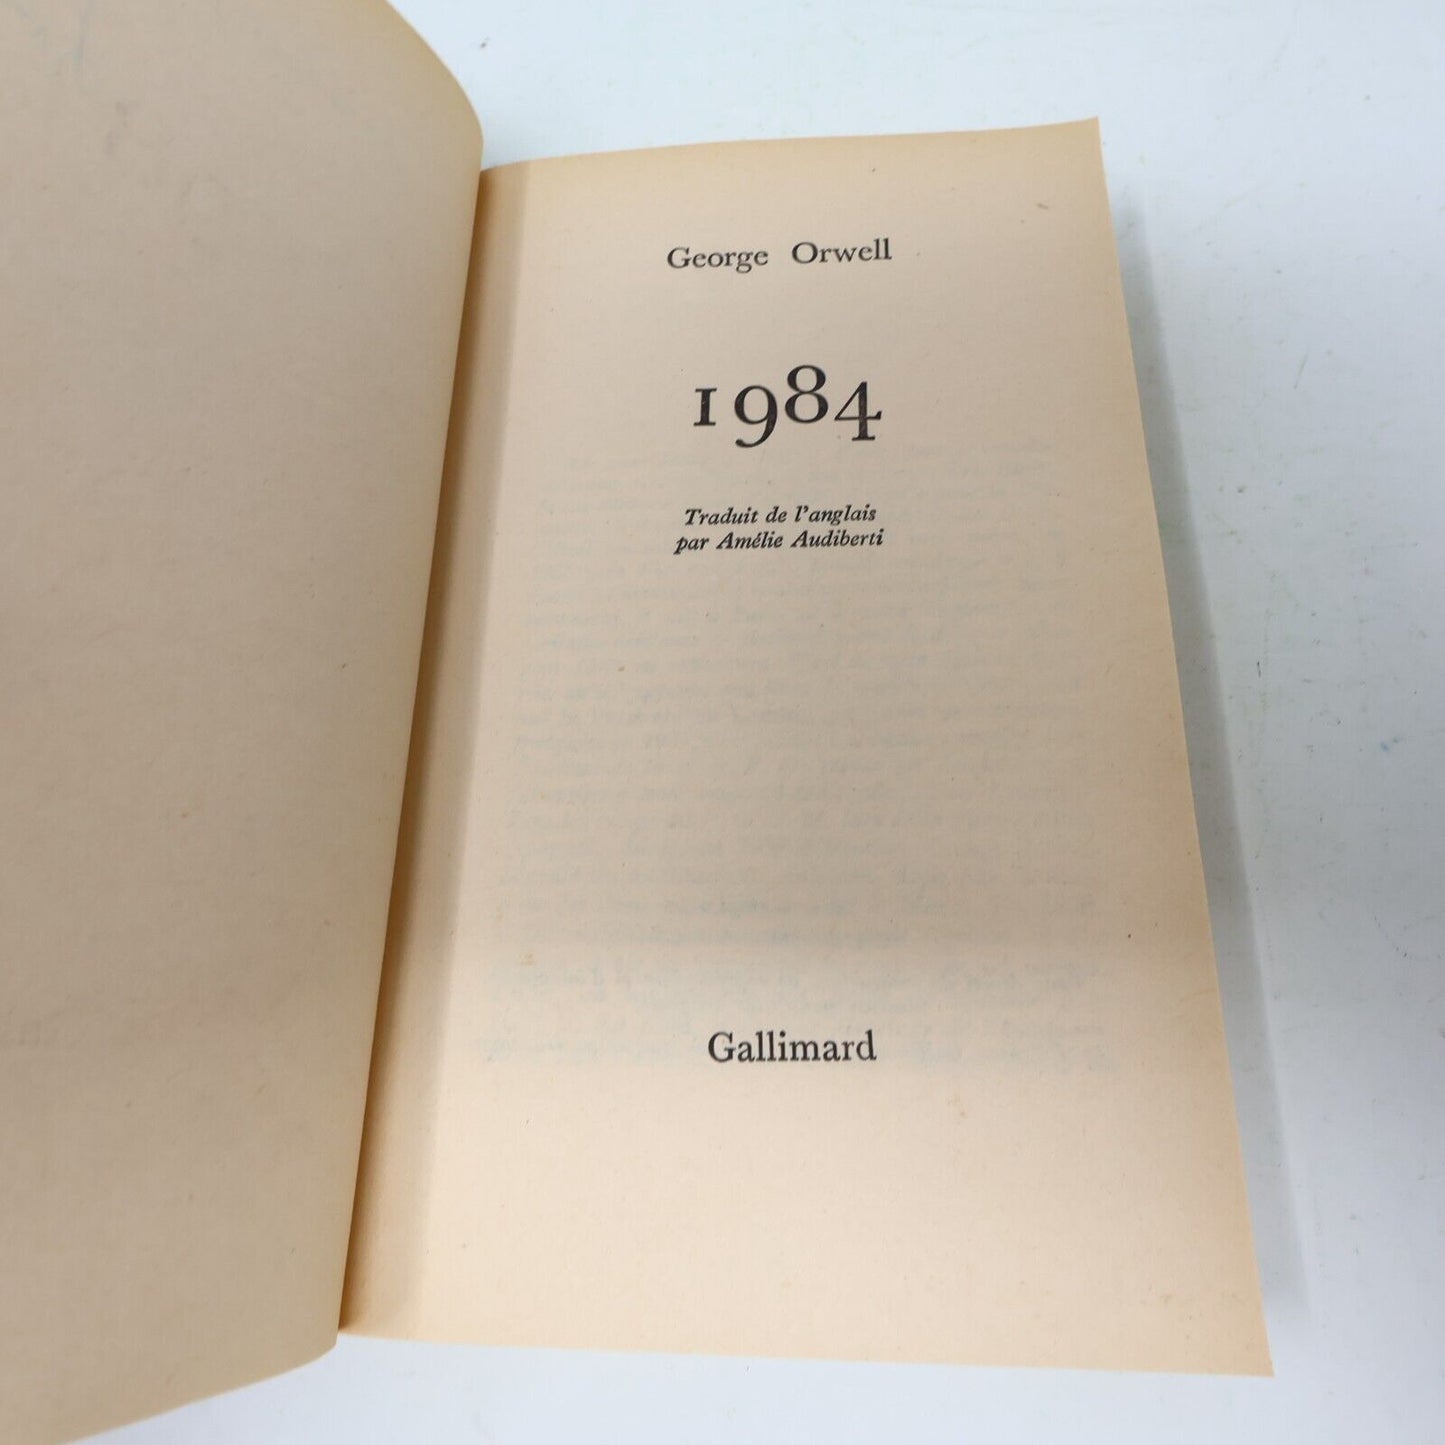 George Orwell
1984
Traduit de l'anglais
par Amélie Audiberti
Gallimard